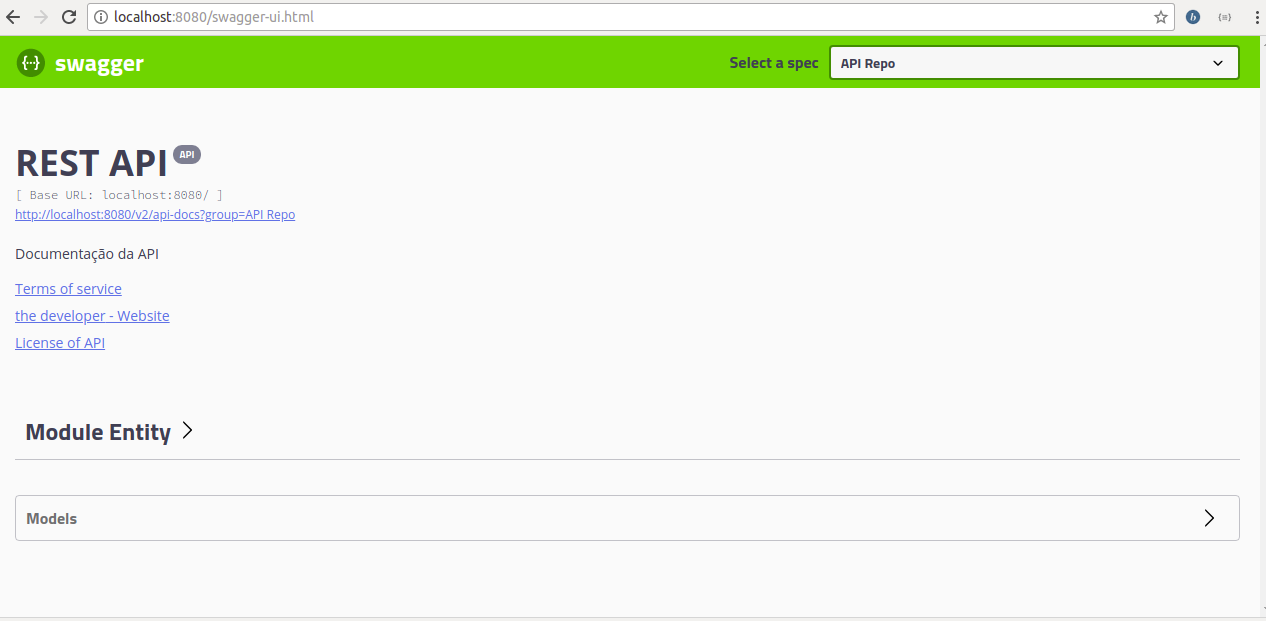 localhost:8080/swagger-ui.html
swagger
Select a spec
API Repo
REST API API
[ Base URL: localhost:8080/ ]
http://localhost:8080/v2/api-docs?group=API Repo
Documentação da API
Terms of service
the developer - Website
License of API
Module Entity
Models